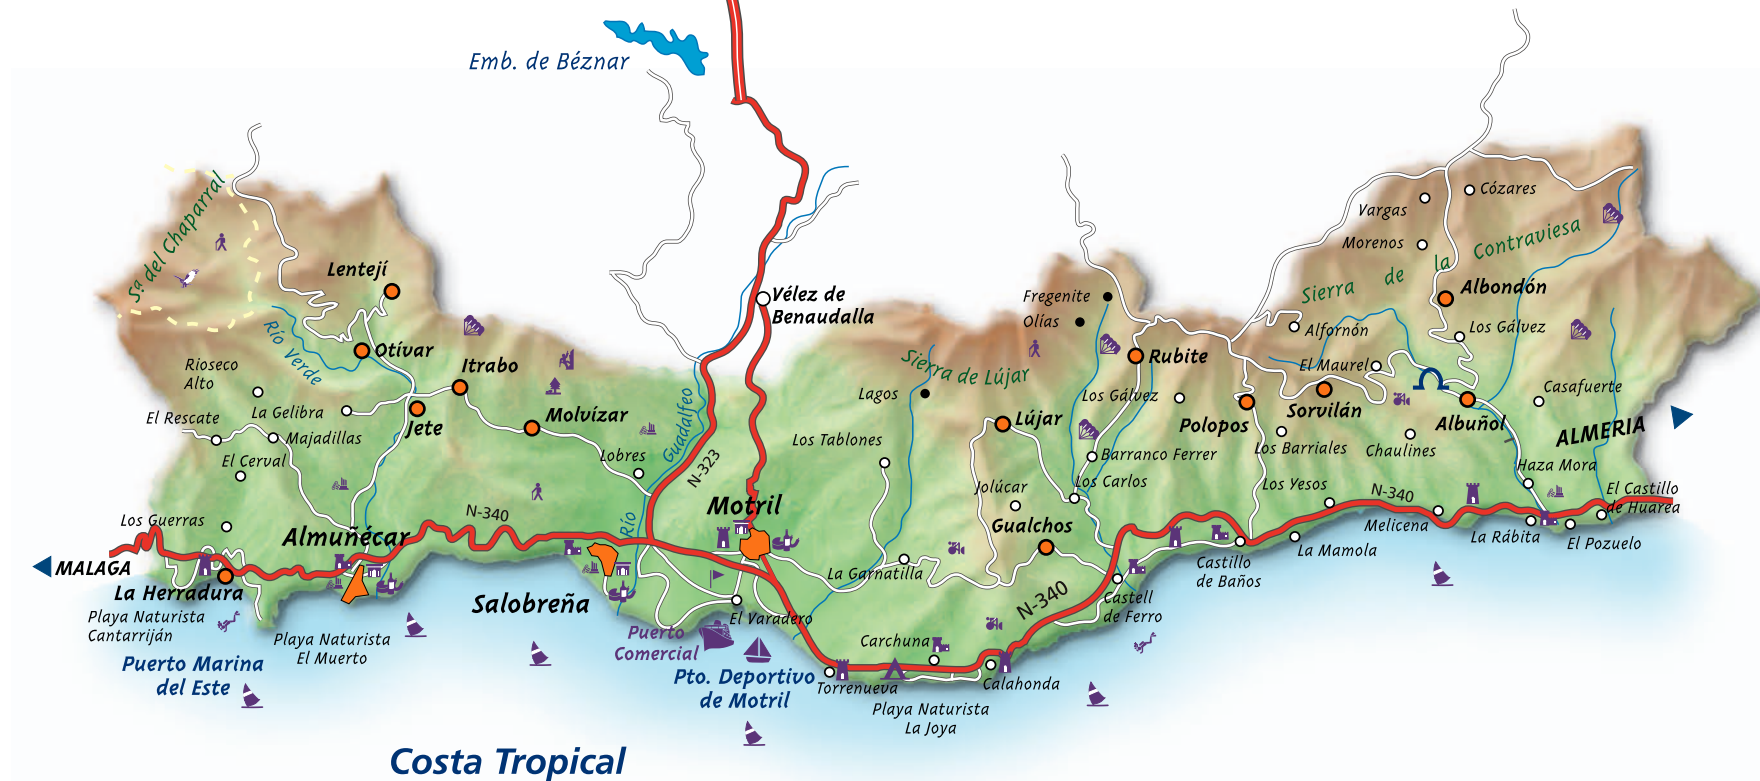 Emb. de Béznar
Sª del Chaparral
Lentejí
Río Verde
Otívar
Rioseco
Alto
Itrabo
El Rescate
La Gelibra
Jete
Majadillas
El Cerval
Molvízar
Lobres
Guadalfeo
Río
N-323
Vélez de
Benaudalla
Los Guerras
Almuñécar
N-340
Motril
MALAGA
La Herradura
Playa Naturista
Cantarriján
Playa Naturista
El Muerto
Puerto Marina
del Este
Salobreña
Puerto
Comercial
El Varadero
Pto. Deportivo
de Motril
Costa Tropical
Fregenite
Olías
Sierra de Lújar
Lagos
Los Tablones
Lújar
Jolúcar
Gualchos
La Garnatilla
Carchuna
Torrenueva
Calahonda
Playa Naturista
La Joya
N-340
Castell
de Ferro
Rubite
Los Gálvez
Barranco Ferrer
Los Carlos
Polopos
Los Barriales
Los Yesos
Castillo
de Baños
La Mamola
Sierra de la Contraviesa
Vargas
Cózares
Morenos
Albondón
Alfornón
Los Gálvez
El Maurel
Sorvilán
Albuñol
Casafuerte
Chaulines
ALMERIA
Haza Mora
N-340
Melicena
La Rábita
El Pozuelo
El Castillo
de Huarea